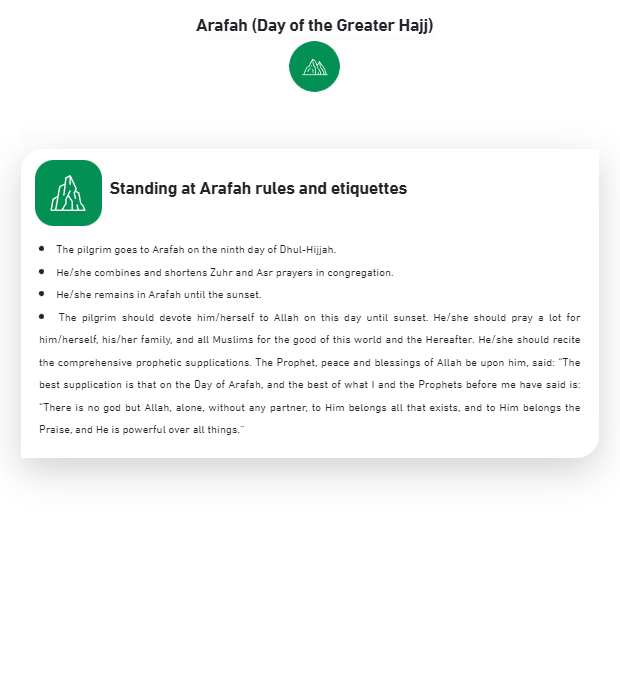 Arafah (Day of the Greater Hajj)
Standing at Arafah rules and etiquettes
• The pilgrim goes to Arafah on the ninth day of Dhul-Hijjah.
• He/she combines and shortens Zuhr and Asr prayers in congregation.
• He/she remains in Arafah until the sunset.
• The pilgrim should devote him/herself to Allah on this day until sunset. He/she should pray a lot for
him/herself, his/her family, and all Muslims for the good of this world and the Hereafter. He/she should recite
the comprehensive prophetic supplications. The Prophet, peace and blessings of Allah be upon him, said: "The
best supplication is that on the Day of Arafah, and the best of what I and the Prophets before me have said is:
"There is no god but Allah, alone, without any partner, to Him belongs all that exists, and to Him belongs the
Praise, and He is powerful over all things."